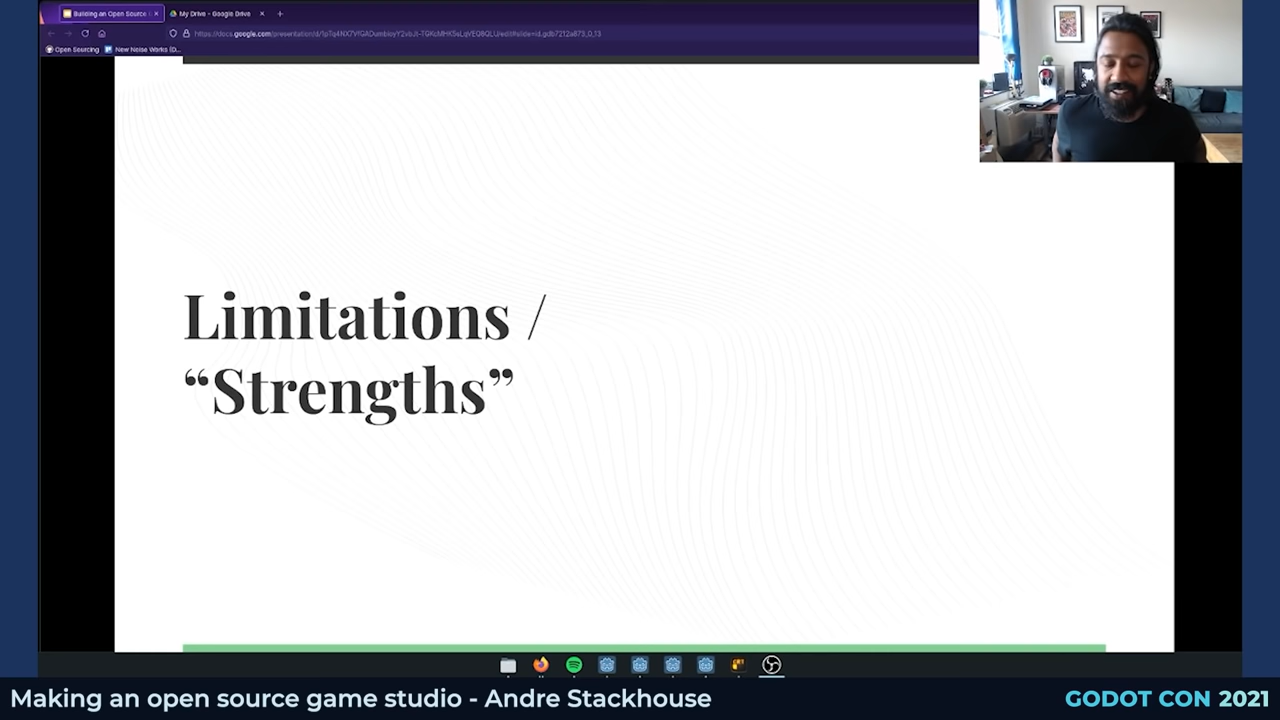 Building an Open Source
My Drive - Google Drive
Open Sourcing
New Noise Works (D...
Limitations /
“Strengths”
Making an open source game studio - Andre Stackhouse
GODOT CON 2021